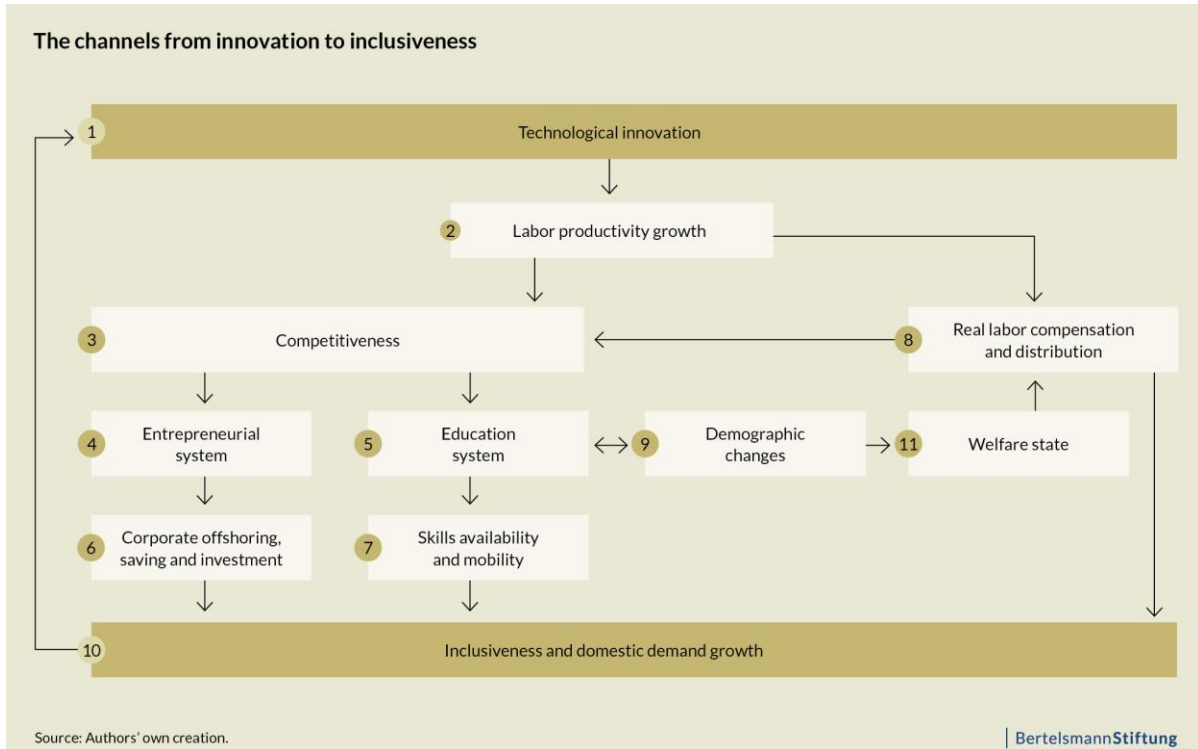 The channels from innovation to inclusiveness
1
Technological innovation
2
Labor productivity growth
3
Competitiveness
8
Real labor compensation
and distribution
4
Entrepreneurial
system
5
Education
system
9
Demographic
changes
11
Welfare state
6
Corporate offshoring,
saving and investment
7
Skills availability
and mobility
10
Inclusiveness and domestic demand growth
Source: Authors' own creation.
BertelsmannStiftung